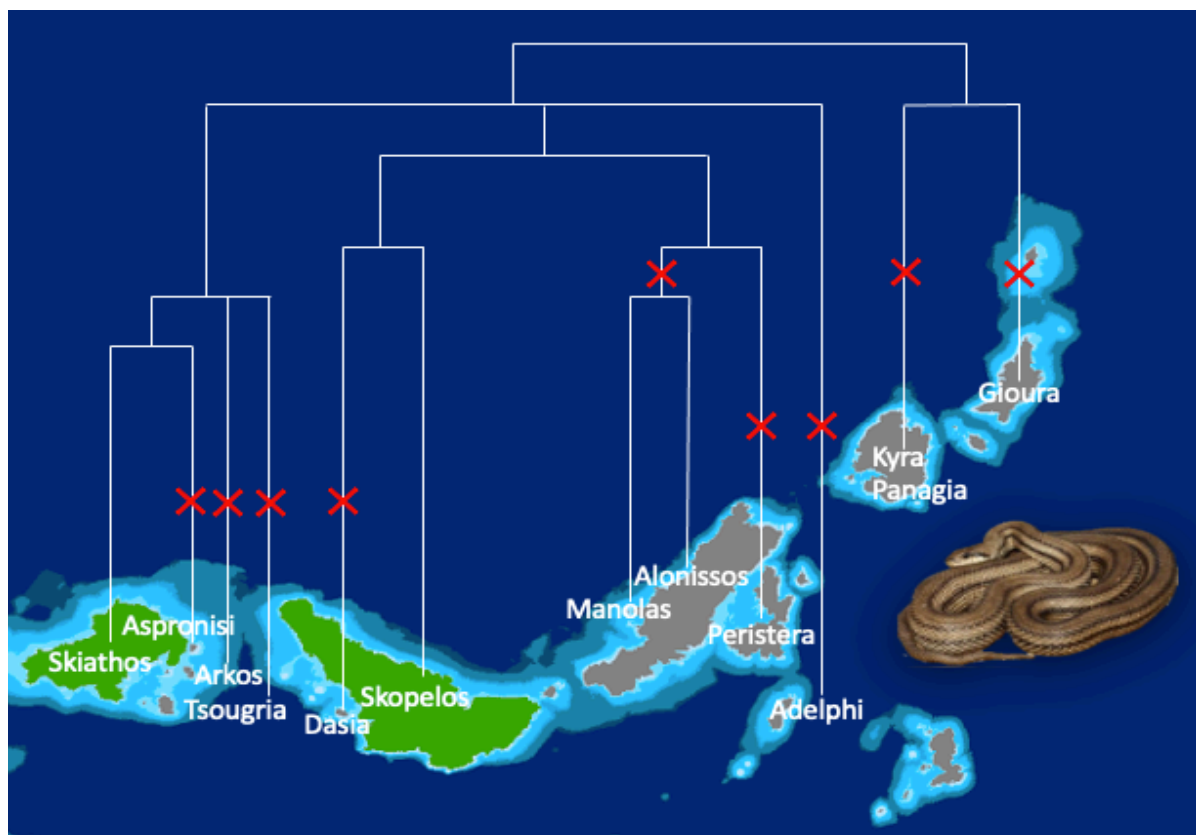 Gioura
Kyra
Panagia
Alonissos
Manolas
Peristera
Aspronisi
Skiathos
Arkos
Tsougria
Skopelos
Dasia
Adelphi